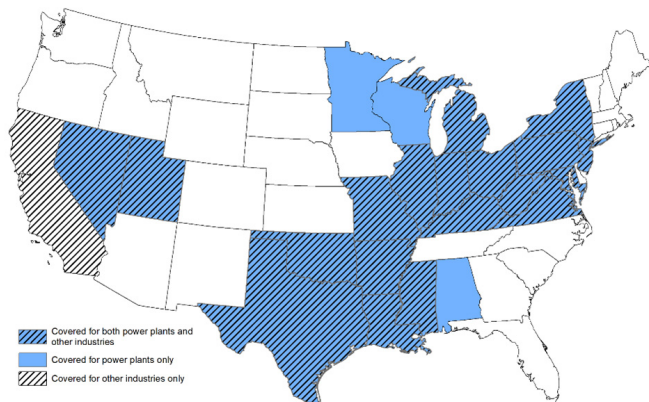 Covered for both power plants and
other industries
Covered for power plants only
Covered for other industries only